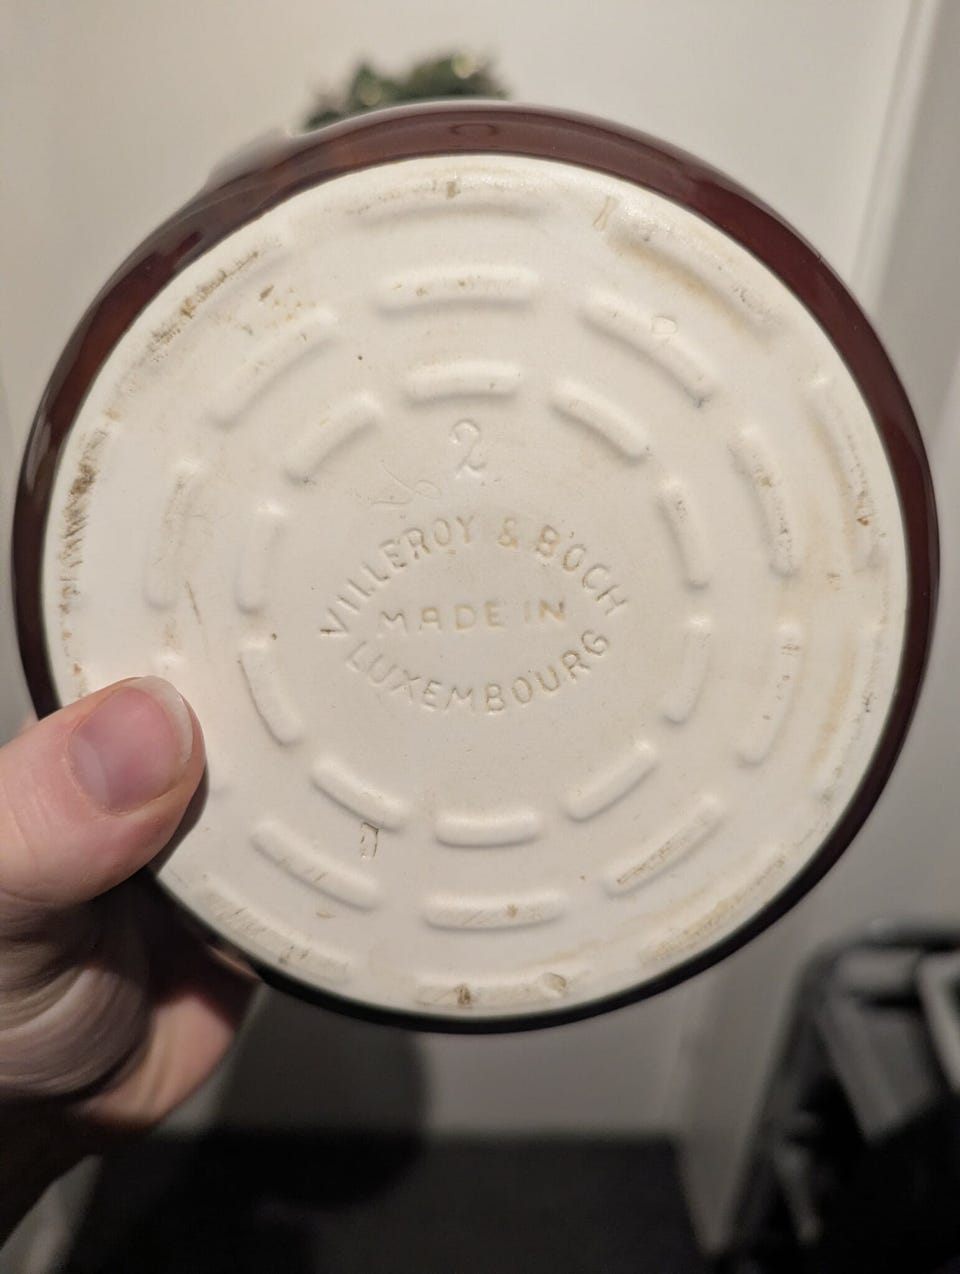 2
VILLEROY & BOCH
MADE IN
LUXEMBOURG